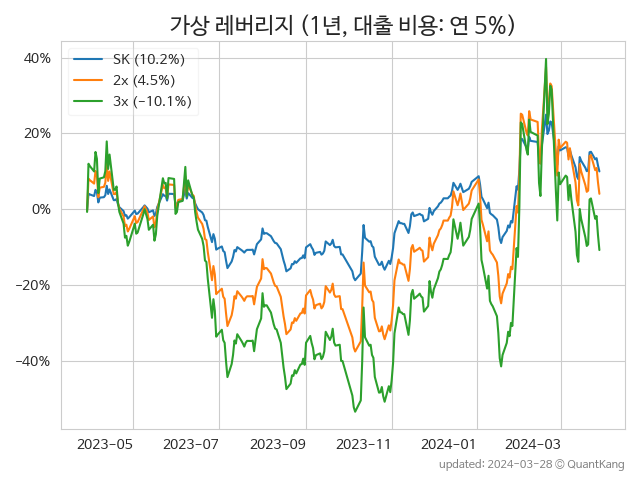 가상 레버리지 (1년, 대출 비용: 연 5%)
SK (10.2%)
2x (4.5%)
3x (−10.1%)
40%
20%
0%
−20%
−40%
2023−05 2023−07 2023−09 2023−11 2024−01 2024−03
updated: 2024-03-28 © QuantKang